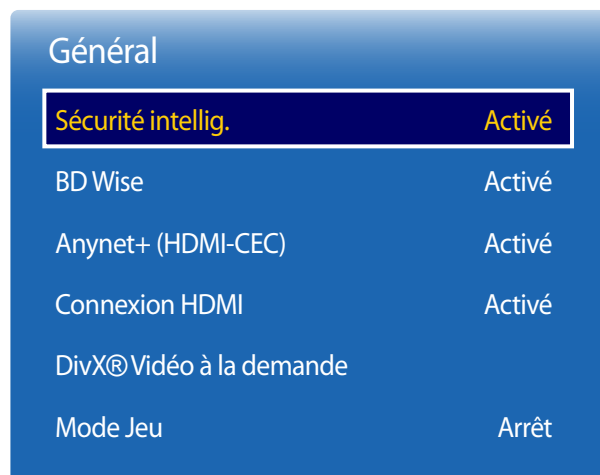 Général
Sécurité intellig. Activé
BD Wise Activé
Anynet+ (HDMI-CEC) Activé
Connexion HDMI Activé
DivX® Vidéo à la demande
Mode Jeu Arrêt